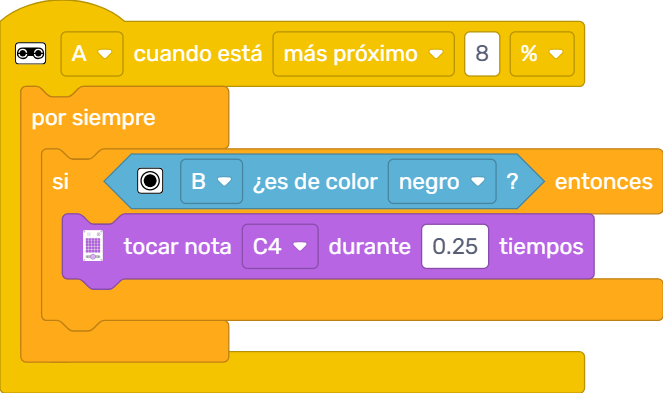 A cuando está más próximo 8 %
por siempre
si B ¿es de color negro ? entonces
tocar nota C4 durante 0.25 tiempos